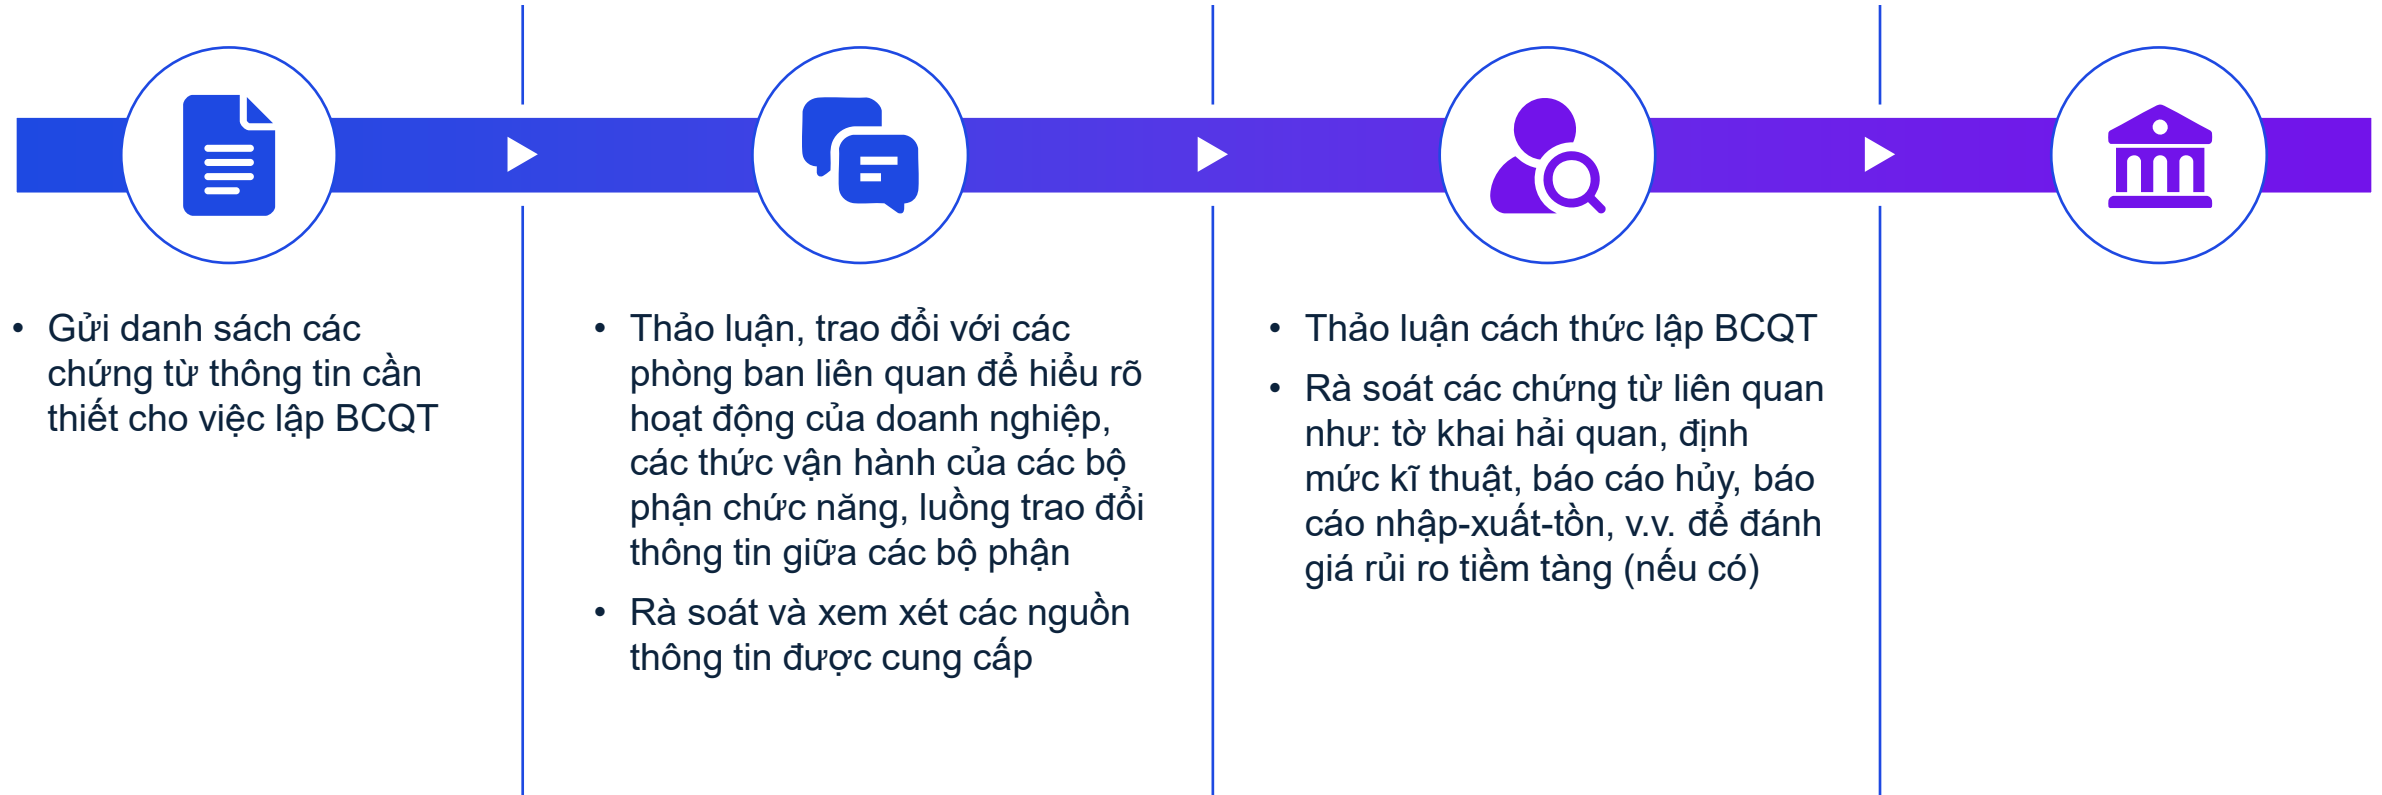 • Gửi danh sách các
chứng từ thông tin cần
thiết cho việc lập BCQT
• Thảo luận, trao đổi với các
phòng ban liên quan để hiểu rõ
hoạt động của doanh nghiệp,
các thức vận hành của các bộ
phận chức năng, luồng trao đổi
thông tin giữa các bộ phận
• Rà soát và xem xét các nguồn
thông tin được cung cấp
• Thảo luận cách thức lập BCQT
• Rà soát các chứng từ liên quan
như: tờ khai hải quan, định
mức kĩ thuật, báo cáo hủy, báo
cáo nhập-xuất-tồn, v.v. để đánh
giá rủi ro tiềm tàng (nếu có)